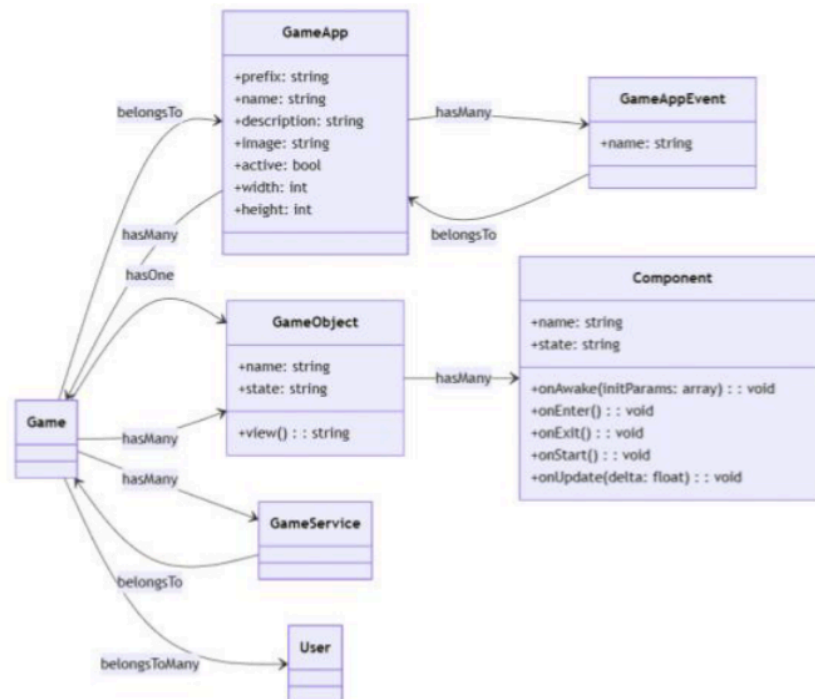 GameApp
+prefix: string
+name: string
+description: string
+image: string
+active: bool
+width: int
+height: int
belongsTo
hasMany
GameAppEvent
+name: string
hasMany
belongsTo
hasOne
GameObject
+name: string
+state: string
+view() : : string
hasMany
Component
+name: string
+state: string
+onAwake(initParams: array) : : void
+onEnter() : : void
+onExit() : : void
+onStart() : : void
+onUpdate(delta: float) : : void
Game
hasMany
hasMany
GameService
belongsTo
User
belongsToMany